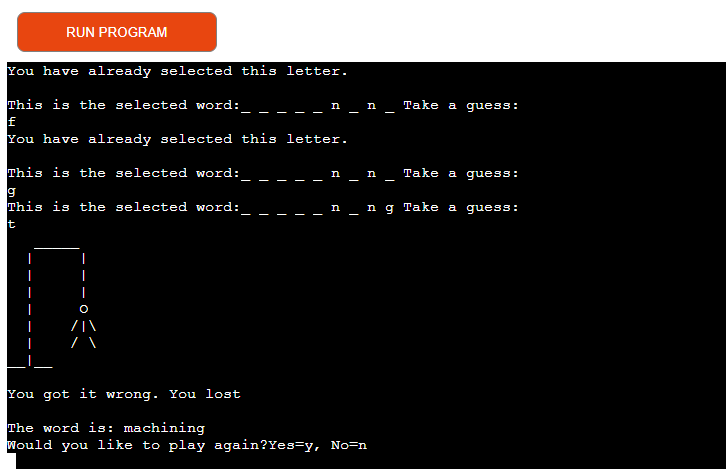 RUN PROGRAM
You have already selected this letter.
This is the selected word:_ _ _ _ _ n _ n _ Take a guess:
f
You have already selected this letter.
This is the selected word:_ _ _ _ _ n _ n _ Take a guess:
g
This is the selected word:_ _ _ _ _ n _ n g Take a guess:
t
   _____
  |     |
  |     |
  |     |
  |     O
  |    /|\
  |    / \
__|__
You got it wrong. You lost
The word is: machining
Would you like to play again?Yes=y, No=n